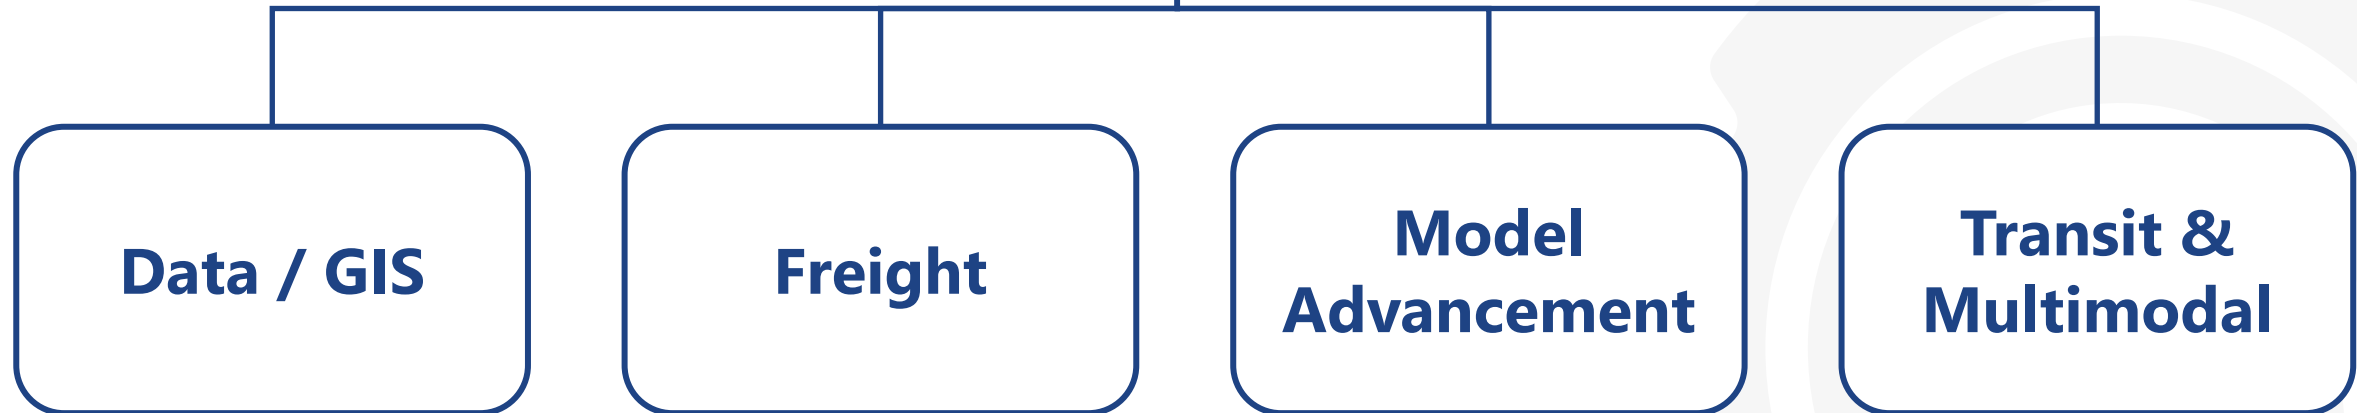 Data / GIS
Freight
Model
Advancement
Transit &
Multimodal